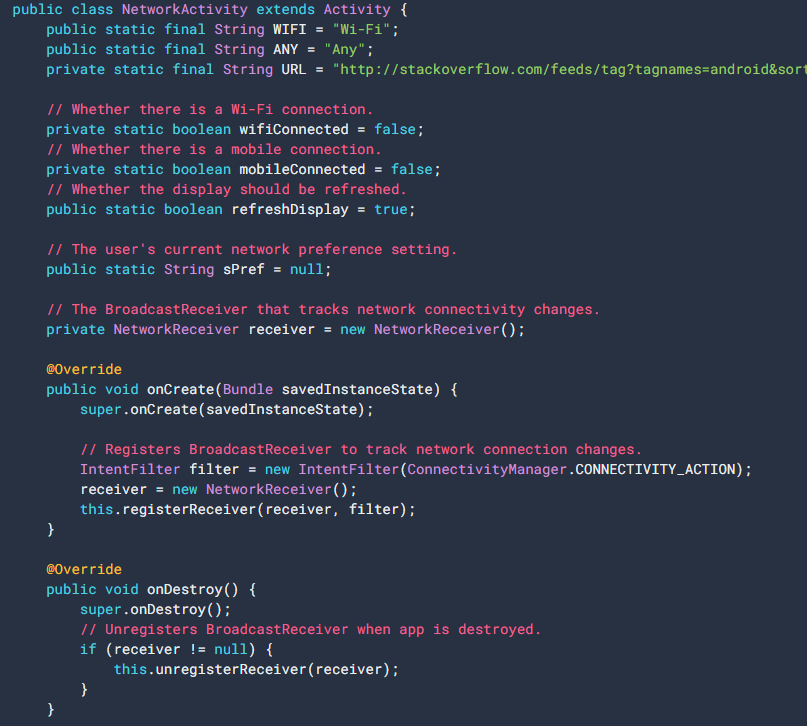 public class NetworkActivity extends Activity {
    public static final String WIFI = "Wi-Fi";
    public static final String ANY = "Any";
    private static final String URL = "http://stackoverflow.com/feeds/tag?tagnames=android&sort

    // Whether there is a Wi-Fi connection.
    private static boolean wifiConnected = false;
    // Whether there is a mobile connection.
    private static boolean mobileConnected = false;
    // Whether the display should be refreshed.
    public static boolean refreshDisplay = true;

    // The user's current network preference setting.
    public static String sPref = null;

    // The BroadcastReceiver that tracks network connectivity changes.
    private NetworkReceiver receiver = new NetworkReceiver();

    @Override
    public void onCreate(Bundle savedInstanceState) {
        super.onCreate(savedInstanceState);

        // Registers BroadcastReceiver to track network connection changes.
        IntentFilter filter = new IntentFilter(ConnectivityManager.CONNECTIVITY_ACTION);
        receiver = new NetworkReceiver();
        this.registerReceiver(receiver, filter);
    }

    @Override
    public void onDestroy() {
        super.onDestroy();
        // Unregisters BroadcastReceiver when app is destroyed.
        if (receiver != null) {
            this.unregisterReceiver(receiver);
        }
    }